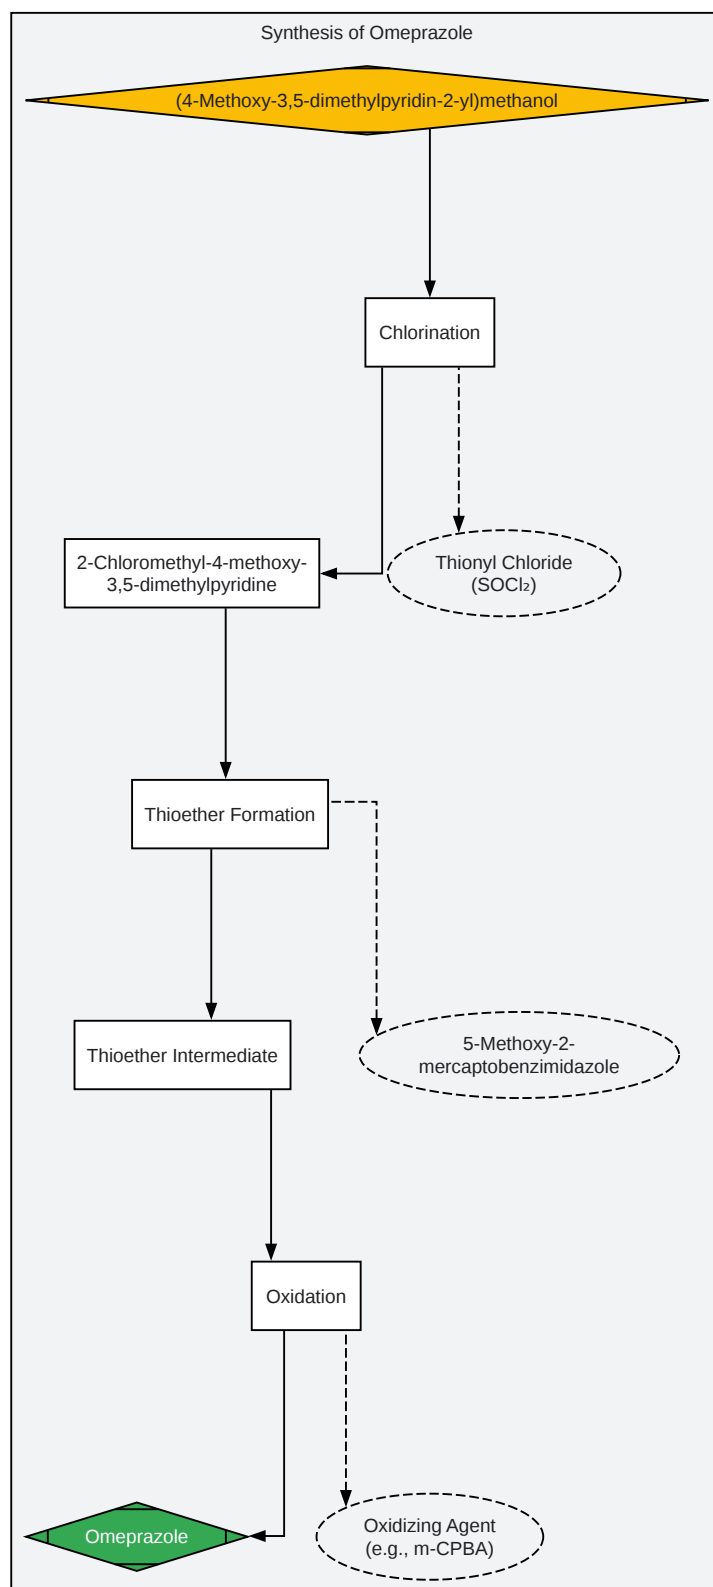 Synthesis of Omeprazole
(4-Methoxy-3,5-dimethylpyridin-2-yl)methanol
Chlorination
2-Chloromethyl-4-methoxy-
3,5-dimethylpyridine
Thionyl Chloride
(SOCl₂)
Thioether Formation
Thioether Intermediate
5-Methoxy-2-
mercaptobenzimidazole
Oxidation
Omeprazole
Oxidizing Agent
(e.g., m-CPBA)